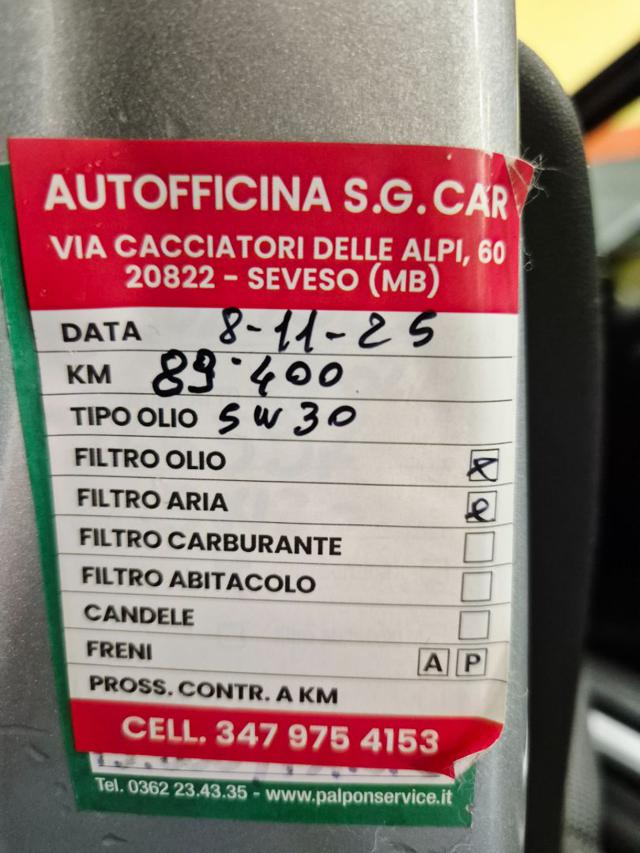 AUTOFFICINA S.G. CAR
VIA CACCIATORI DELLE ALPI, 60
20822 - SEVESO (MB)
DATA 8-11-25
KM 89.400
TIPO OLIO 5W30
FILTRO OLIO
FILTRO ARIA
FILTRO CARBURANTE
FILTRO ABITACOLO
CANDELE
FRENI A P
PROSS. CONTR. A KM
CELL. 347 975 4153
Tel. 0362 23.43.35 - www.palponservice.it